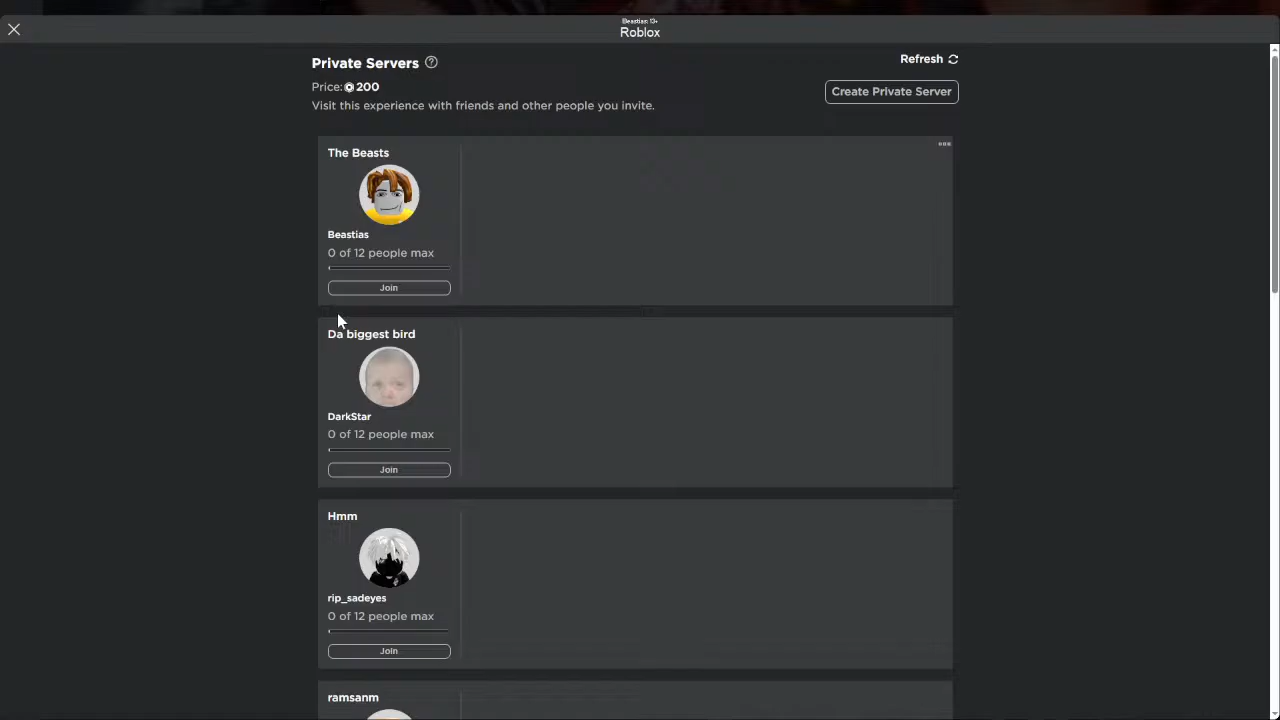 Beastias: 13+
Roblox
Private Servers
Refresh
Price: 200
Create Private Server
Visit this experience with friends and other people you invite.
The Beasts
Beastias
0 of 12 people max
Join
Da biggest bird
DarkStar
0 of 12 people max
Join
Hmm
rip_sadeyes
0 of 12 people max
Join
ramsanm